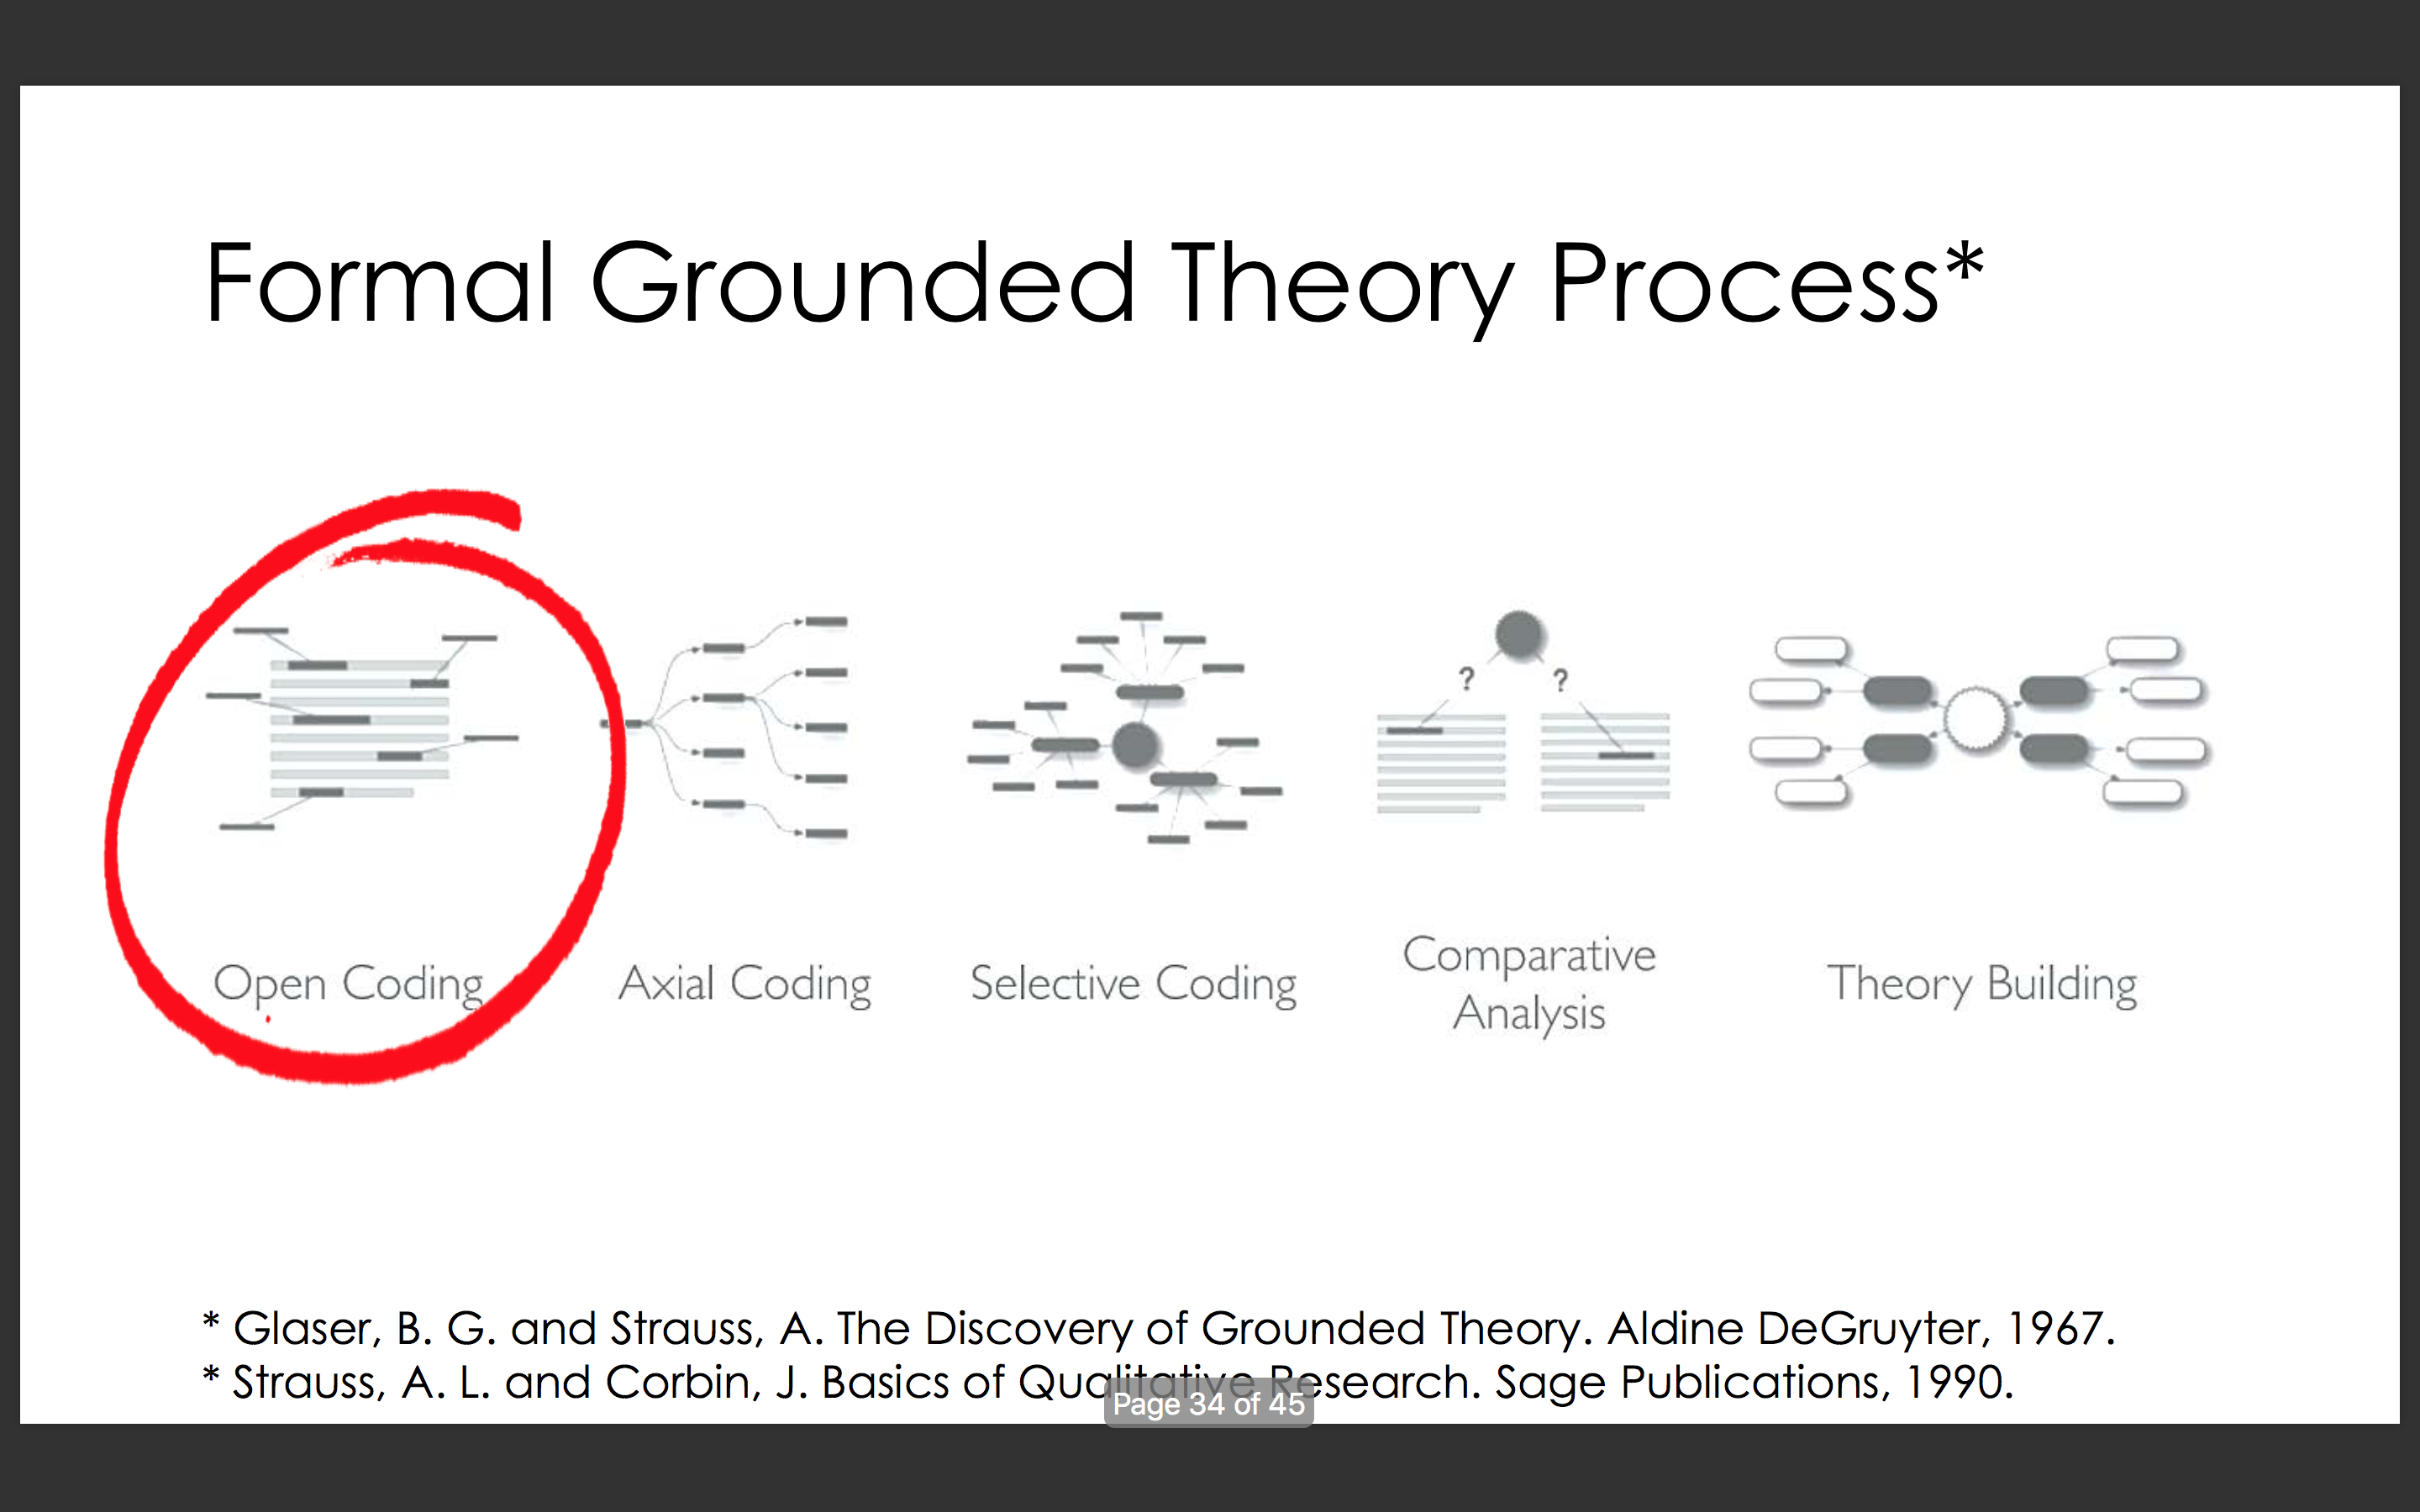 Formal Grounded Theory Process*
?
?
Open Coding
Axial Coding
Selective Coding
Comparative
Analysis
Theory Building
* Glaser, B. G. and Strauss, A. The Discovery of Grounded Theory. Aldine DeGruyter, 1967.
* Strauss, A. L. and Corbin, J. Basics of Qualitative Research. Sage Publications, 1990.
Page 34 of 45